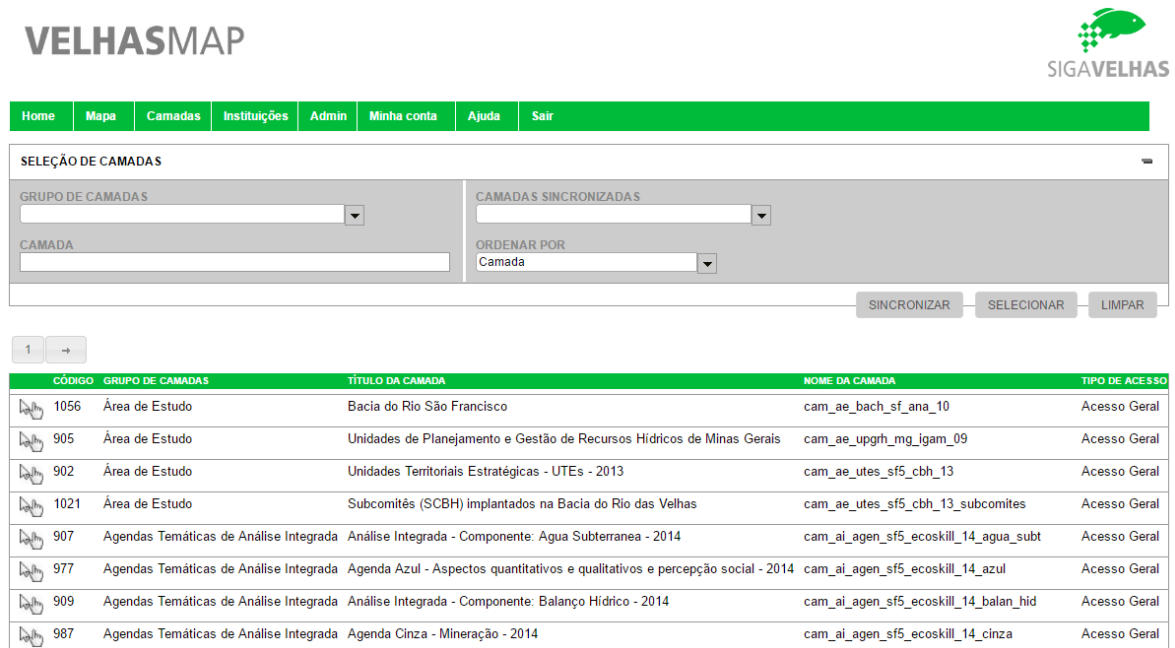 VELHASMAP
SIGAVELHAS
Home Mapa Camadas Instituições Admin Minha conta Ajuda Sair
SELEÇÃO DE CAMADAS
GRUPO DE CAMADAS CAMADAS SINCRONIZADAS
CAMADA ORDENAR POR
Camada
SINCRONIZAR SELECIONAR LIMPAR
1 →
CÓDIGO GRUPO DE CAMADAS TÍTULO DA CAMADA NOME DA CAMADA TIPO DE ACESSO
1056 Área de Estudo Bacia do Rio São Francisco cam_ae_bach_sf_ana_10 Acesso Geral
905 Área de Estudo Unidades de Planejamento e Gestão de Recursos Hídricos de Minas Gerais cam_ae_upgrh_mg_igam_09 Acesso Geral
902 Área de Estudo Unidades Territoriais Estratégicas - UTEs - 2013 cam_ae_utes_sf5_cbh_13 Acesso Geral
1021 Área de Estudo Subcomitês (SCBH) implantados na Bacia do Rio das Velhas cam_ae_utes_sf5_cbh_13_subcomites Acesso Geral
907 Agendas Temáticas de Análise Integrada Análise Integrada - Componente: Agua Subterranea - 2014 cam_ai_agen_sf5_ecoskill_14_agua_subt Acesso Geral
977 Agendas Temáticas de Análise Integrada Agenda Azul - Aspectos quantitativos e qualitativos e percepção social - 2014 cam_ai_agen_sf5_ecoskill_14_azul Acesso Geral
909 Agendas Temáticas de Análise Integrada Análise Integrada - Componente: Balanço Hídrico - 2014 cam_ai_agen_sf5_ecoskill_14_balan_hid Acesso Geral
987 Agendas Temáticas de Análise Integrada Agenda Cinza - Mineração - 2014 cam_ai_agen_sf5_ecoskill_14_cinza Acesso Geral